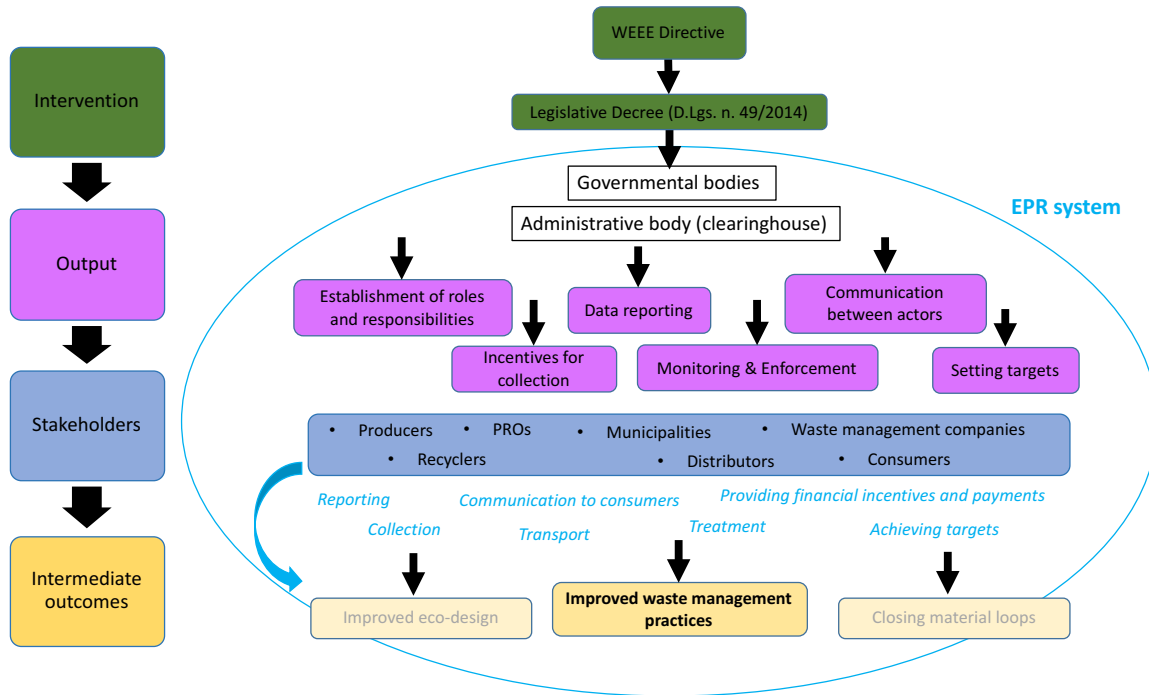 WEEE Directive
Intervention
Legislative Decree (D.Lgs. n. 49/2014)
Governmental bodies
EPR system
Administrative body (clearinghouse)
Output
Establishment of roles
and responsibilities
Data reporting
Communication
between actors
Incentives for
collection
Monitoring & Enforcement
Setting targets
Stakeholders
• Producers
• PROs
• Municipalities
• Waste management companies
• Recyclers
• Distributors
• Consumers
Reporting
Communication to consumers
Providing financial incentives and payments
Collection
Transport
Treatment
Achieving targets
Intermediate
outcomes
Improved eco-design
Improved waste management
practices
Closing material loops